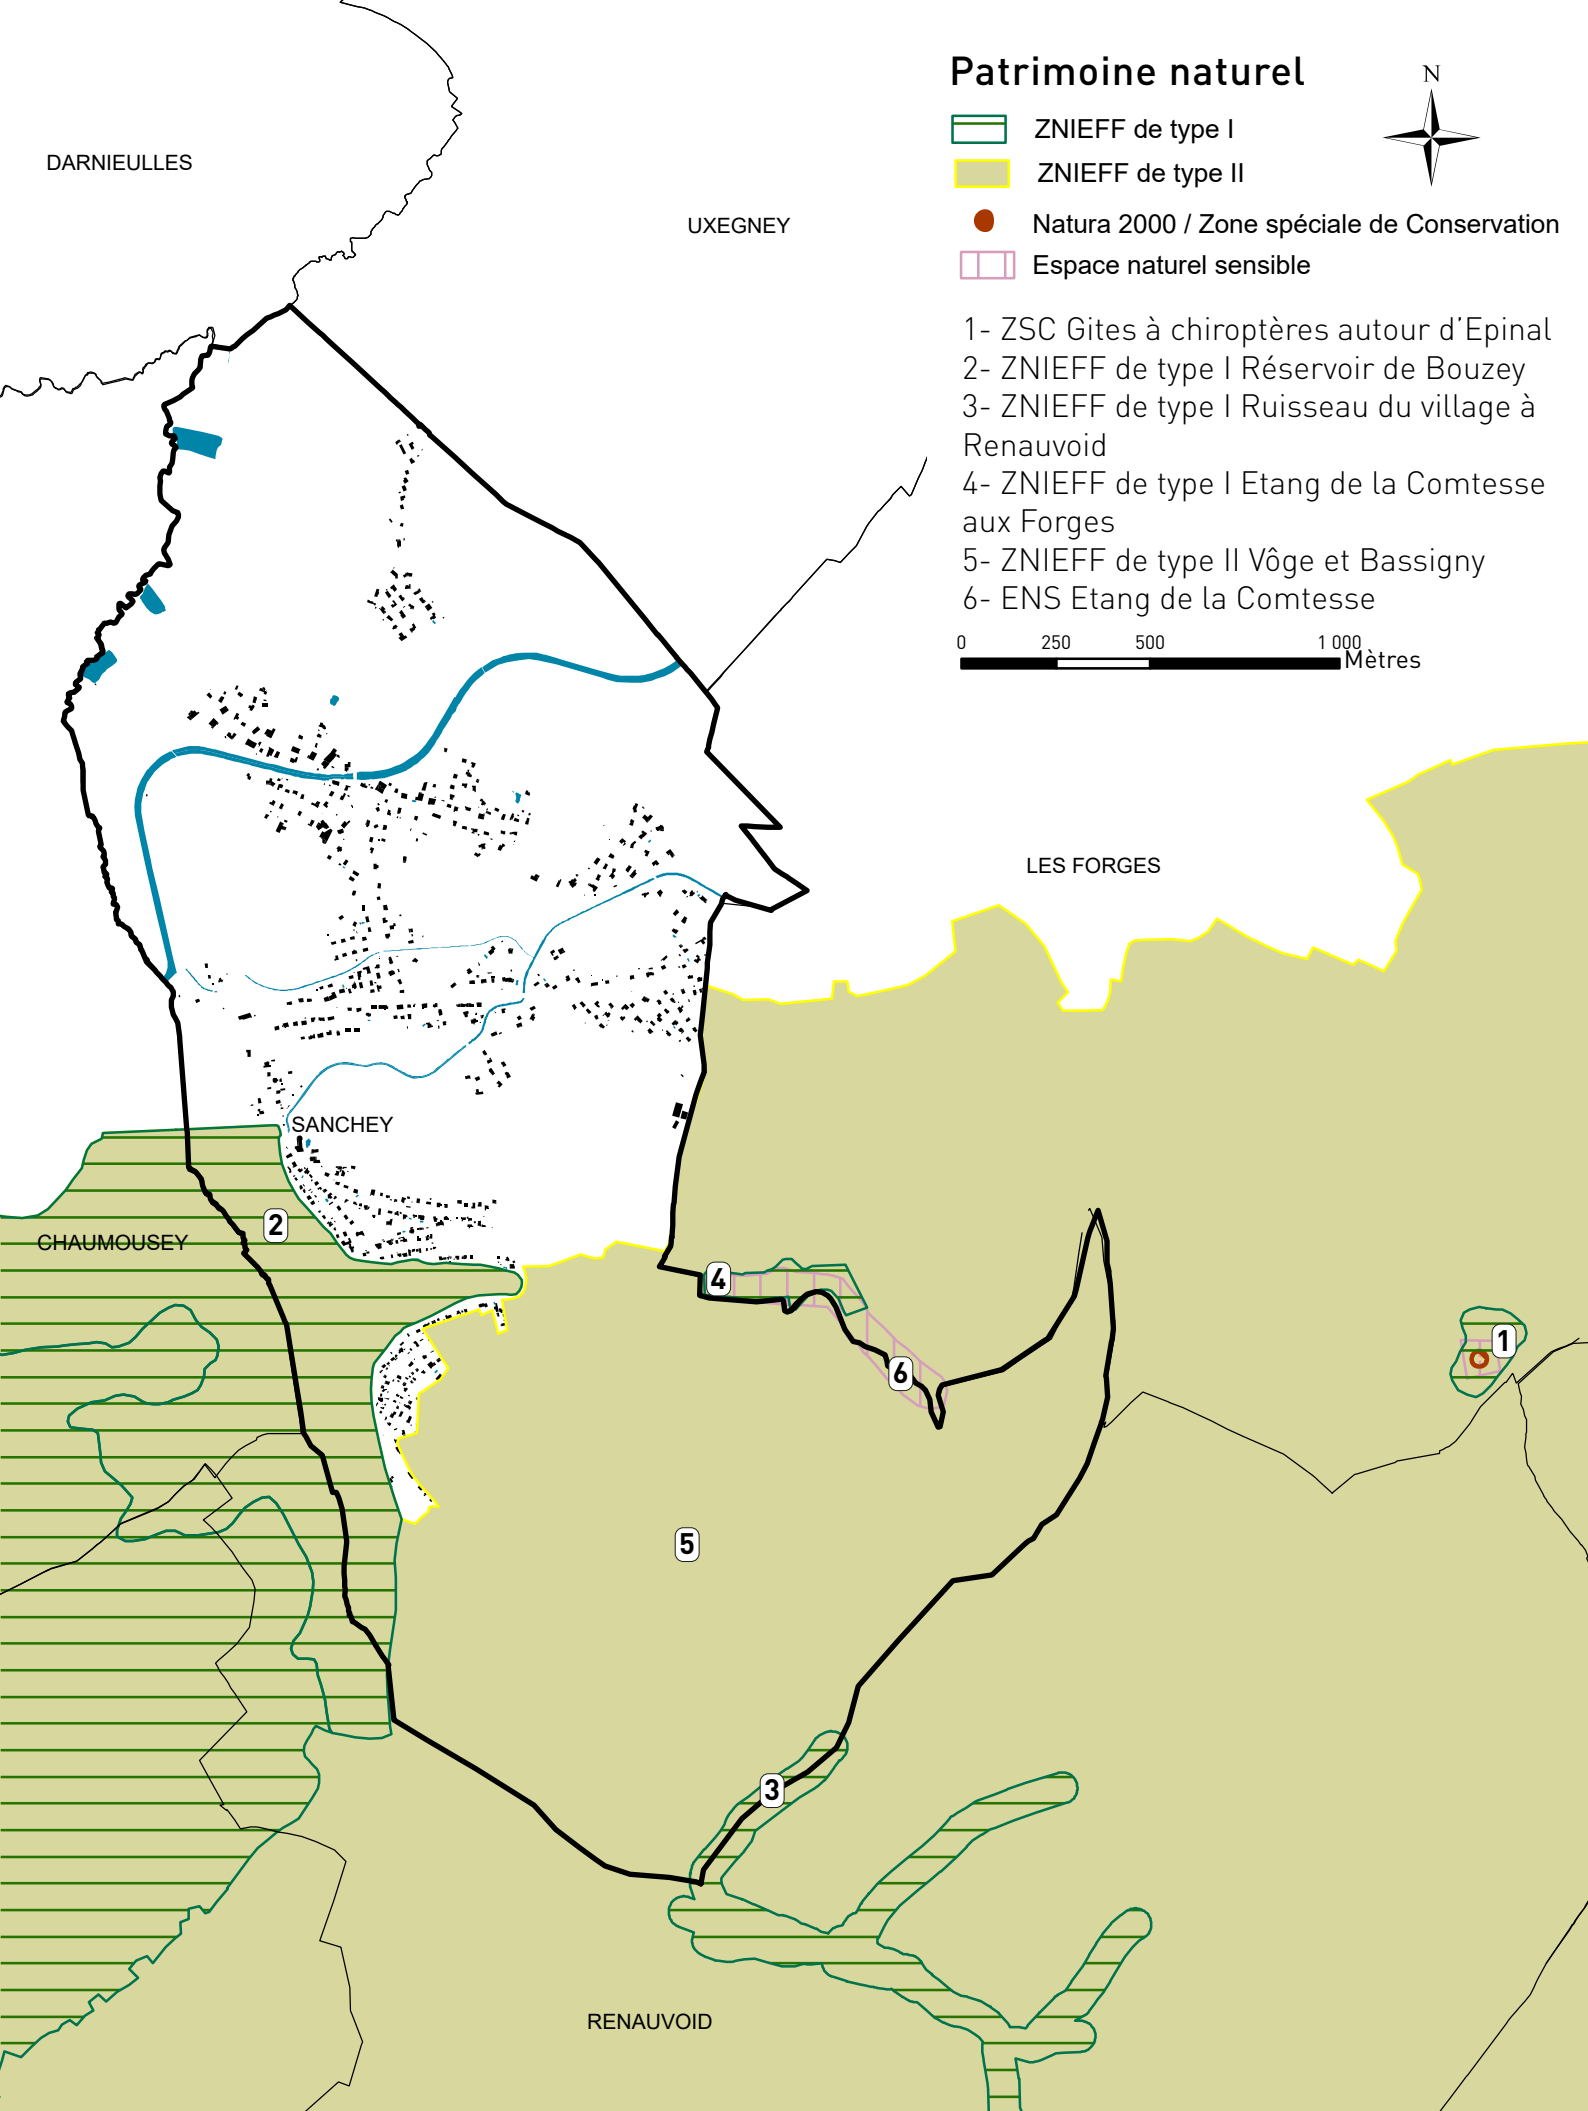 Patrimoine naturel
N
ZNIEFF de type I
ZNIEFF de type II
Natura 2000 / Zone spéciale de Conservation
Espace naturel sensible
1- ZSC Gites à chiroptères autour d'Epinal
2- ZNIEFF de type I Réservoir de Bouzey
3- ZNIEFF de type I Ruisseau du village à
Renauvoid
4- ZNIEFF de type I Etang de la Comtesse
aux Forges
5- ZNIEFF de type II Vôge et Bassigny
6- ENS Etang de la Comtesse
0 250 500 1 000
Mètres
DARNIEULLES
UXEGNEY
LES FORGES
SANCHEY
2
CHAUMOUSEY
4
1
6
5
3
RENAUVOID